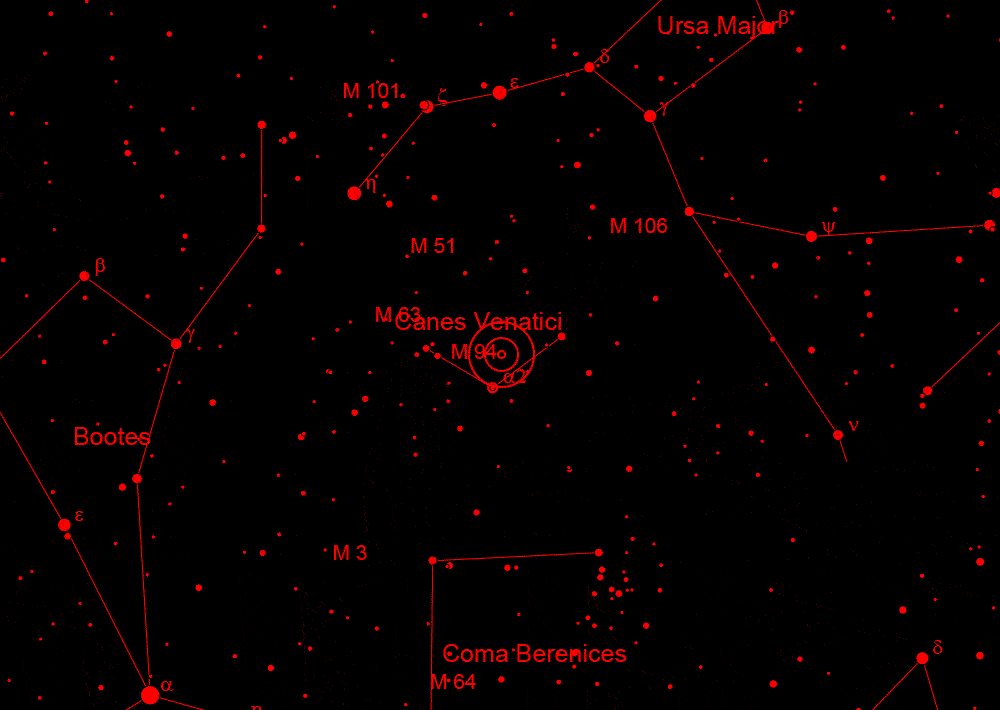 Ursa Major β
δ
M 101 ζ ε
γ
η
M 106 ψ
M 51
β
M 63 Canes Venatici
γ
M 94
α2
Bootes
ν
ε
M 3
Coma Berenices
δ
M 64
α
η